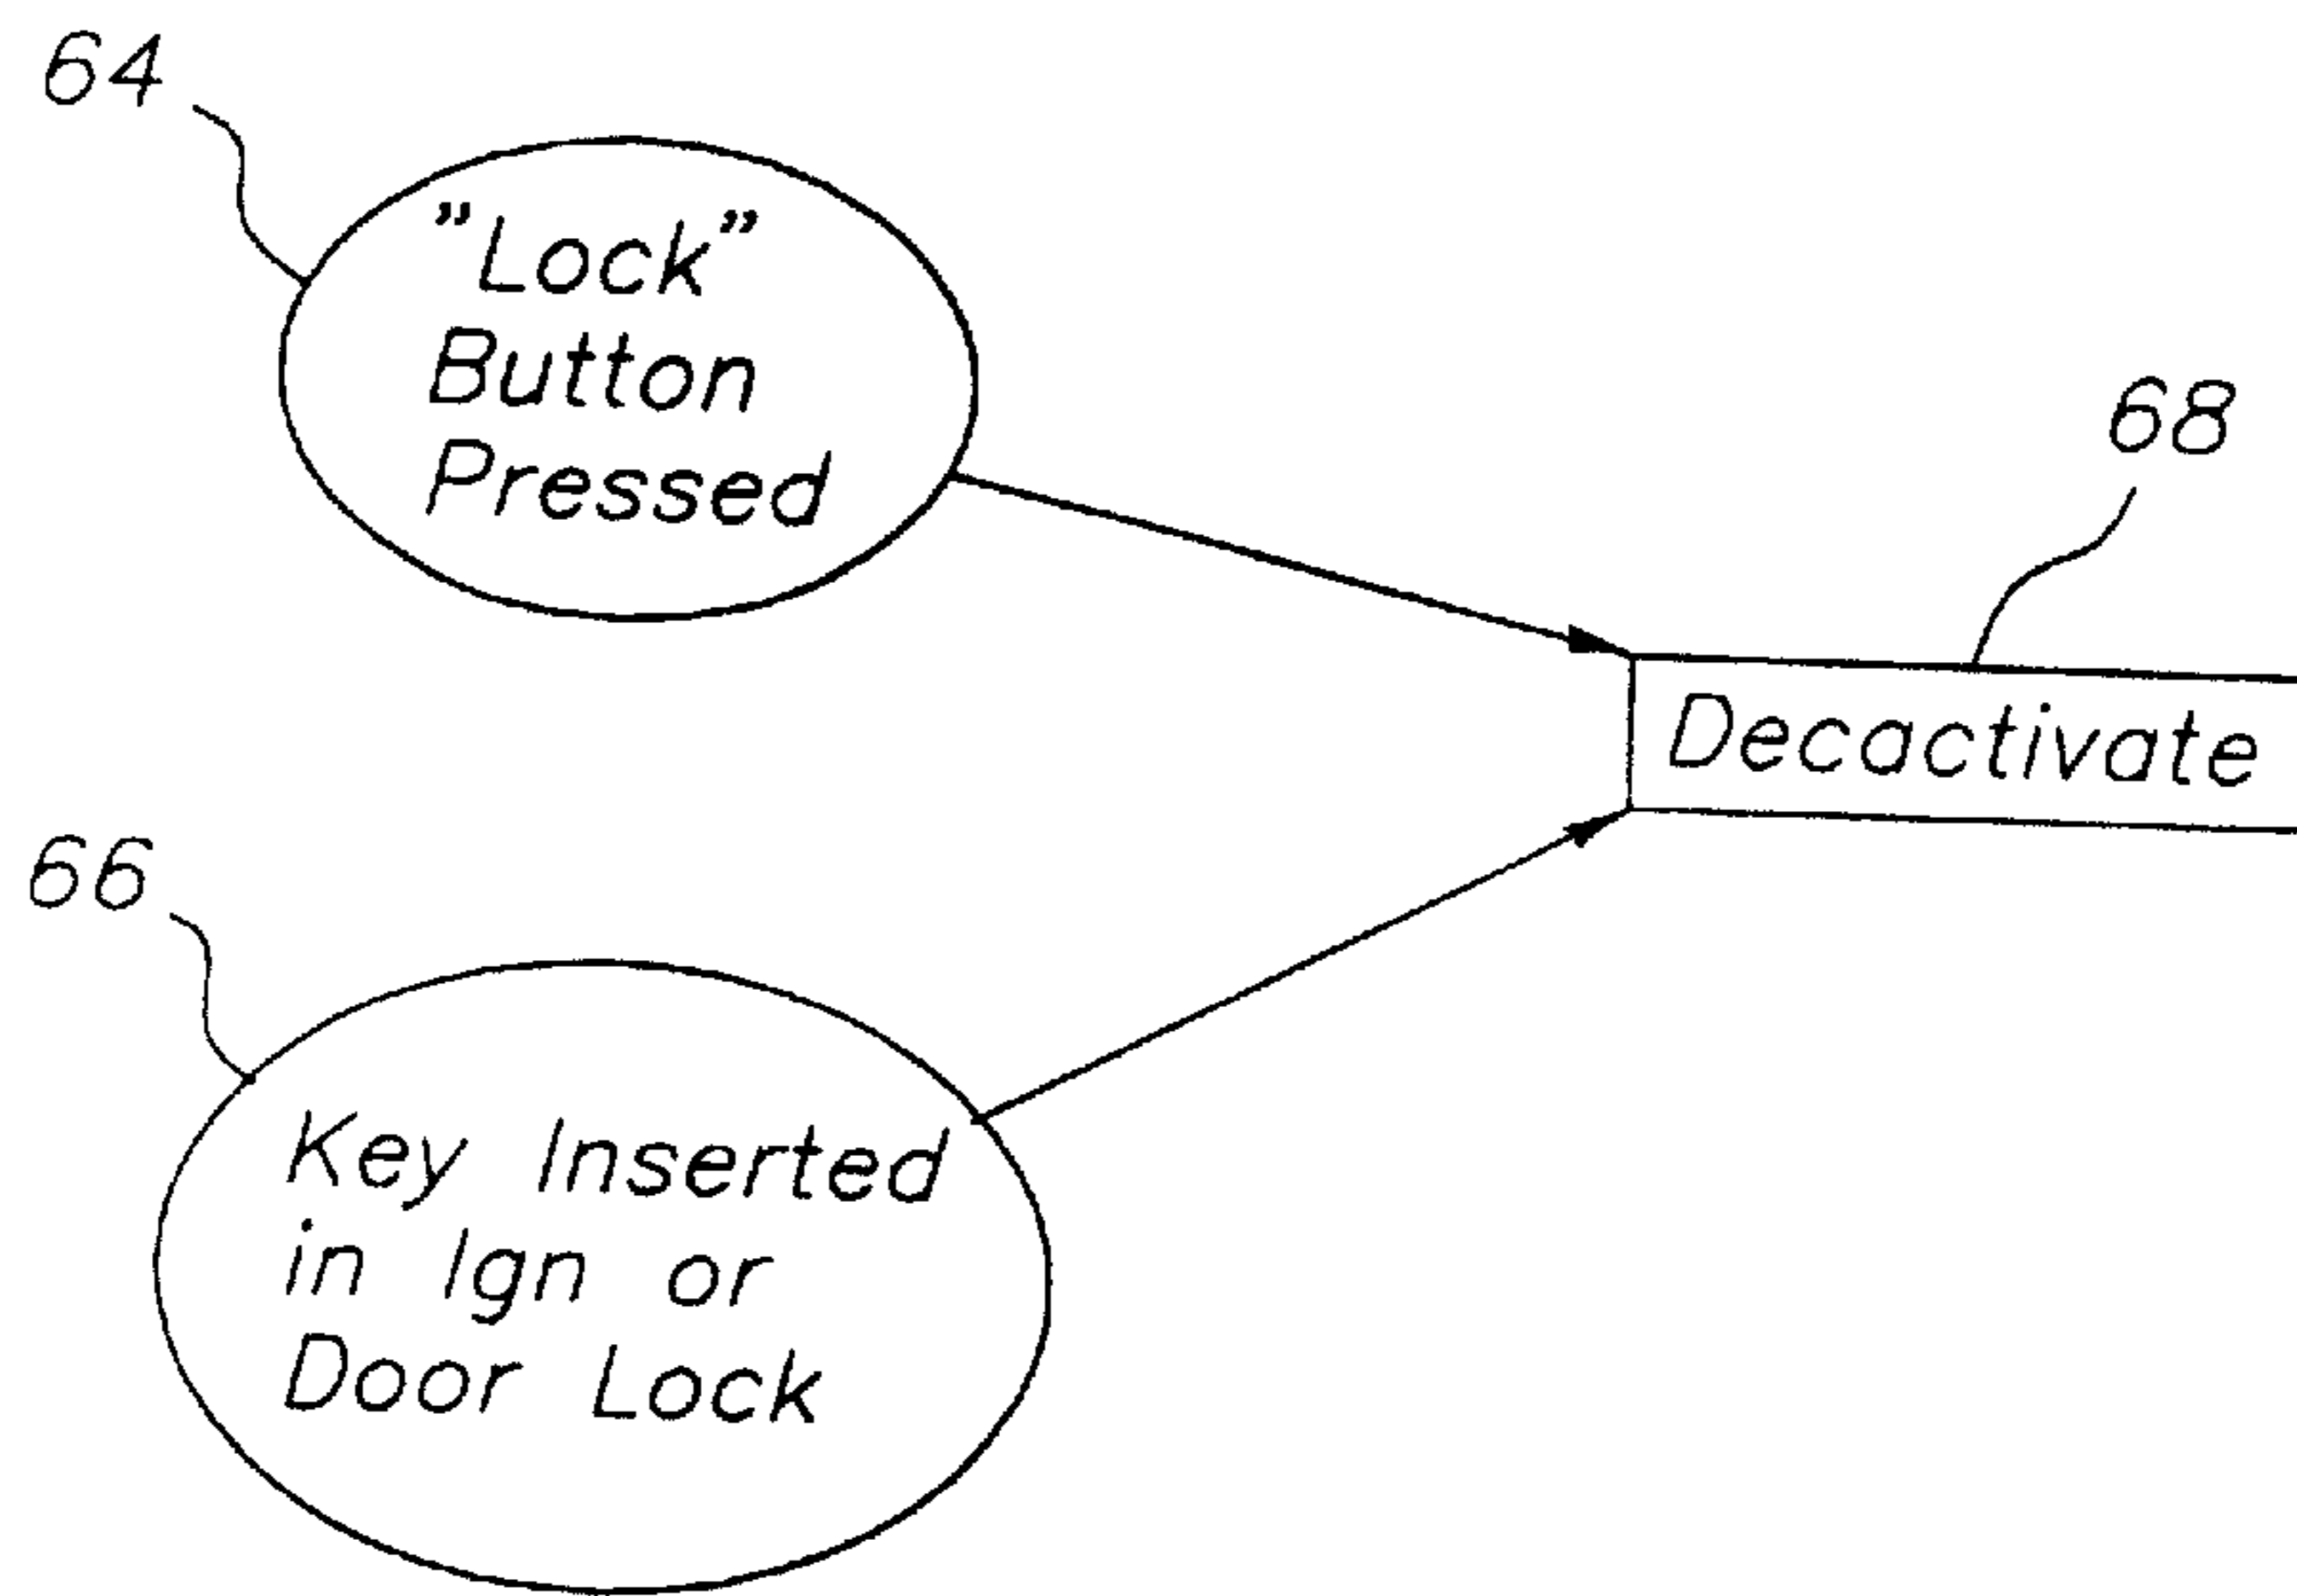 64
”Lock”
Button
Pressed
68
Decactivate
66
Key Inserted
in Ign or
Door Lock